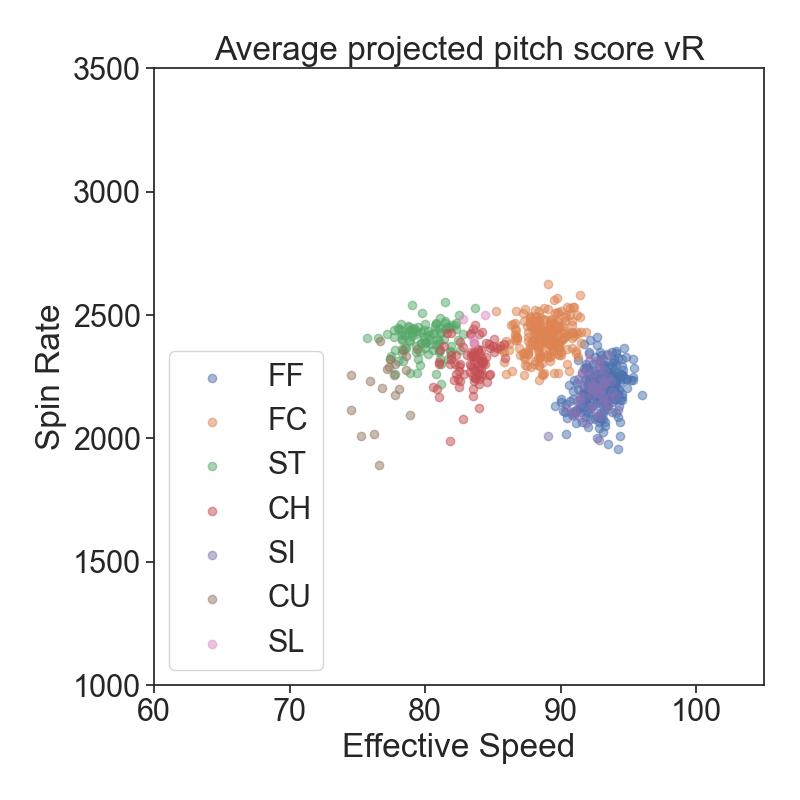 Average projected pitch score vR
3500
3000
2500
2000
1500
1000
Spin Rate
FF
FC
ST
CH
SI
CU
SL
60 70 80 90 100
Effective Speed